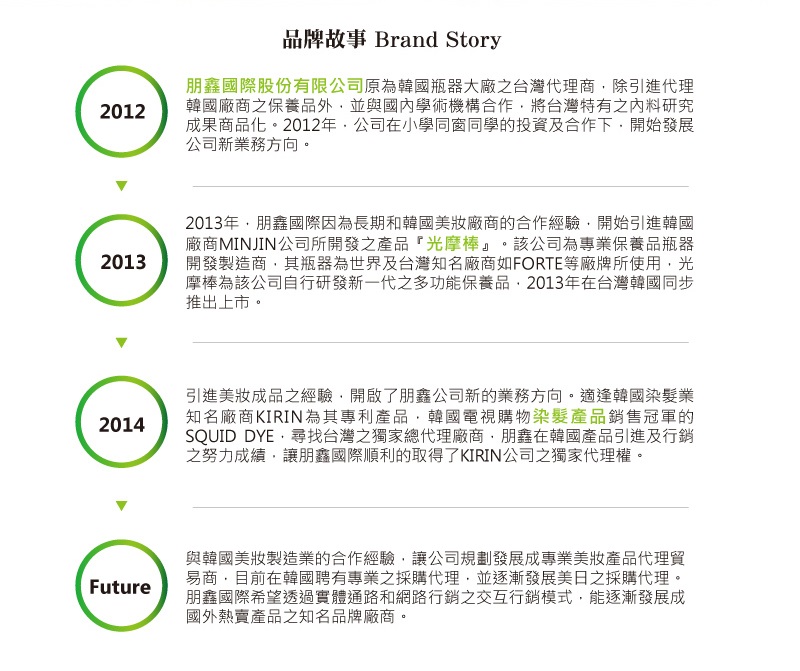 品牌故事 Brand Story
2012
朋鑫國際股份有限公司原為韓國瓶器大廠之台灣代理商，除引進代理
韓國廠商之保養品外，並與國內學術機構合作，將台灣特有之內料研究
成果商品化。2012年，公司在小學同窗同學的投資及合作下，開始發展
公司新業務方向。
2013
2013年，朋鑫國際因為長期和韓國美妝廠商的合作經驗，開始引進韓國
廠商MINJIN公司所開發之產品『光摩棒』。該公司為專業保養品瓶器
開發製造商，其瓶器為世界及台灣知名廠商如FORTE等廠牌所使用，光
摩棒為該公司自行研發新一代之多功能保養品，2013年在台灣韓國同步
推出上市。
2014
引進美妝成品之經驗，開啟了朋鑫公司新的業務方向。適逢韓國染髮業
知名廠商KIRIN為其專利產品，韓國電視購物染髮產品銷售冠軍的
SQUID DYE，尋找台灣之獨家總代理廠商，朋鑫在韓國產品引進及行銷
之努力成績，讓朋鑫國際順利的取得了KIRIN公司之獨家代理權。
Future
與韓國美妝製造業的合作經驗，讓公司規劃發展成專業美妝產品代理貿
易商，目前在韓國聘有專業之採購代理，並逐漸發展美日之採購代理。
朋鑫國際希望透過實體通路和網路行銷之交互行銷模式，能逐漸發展成
國外熱賣產品之知名品牌廠商。